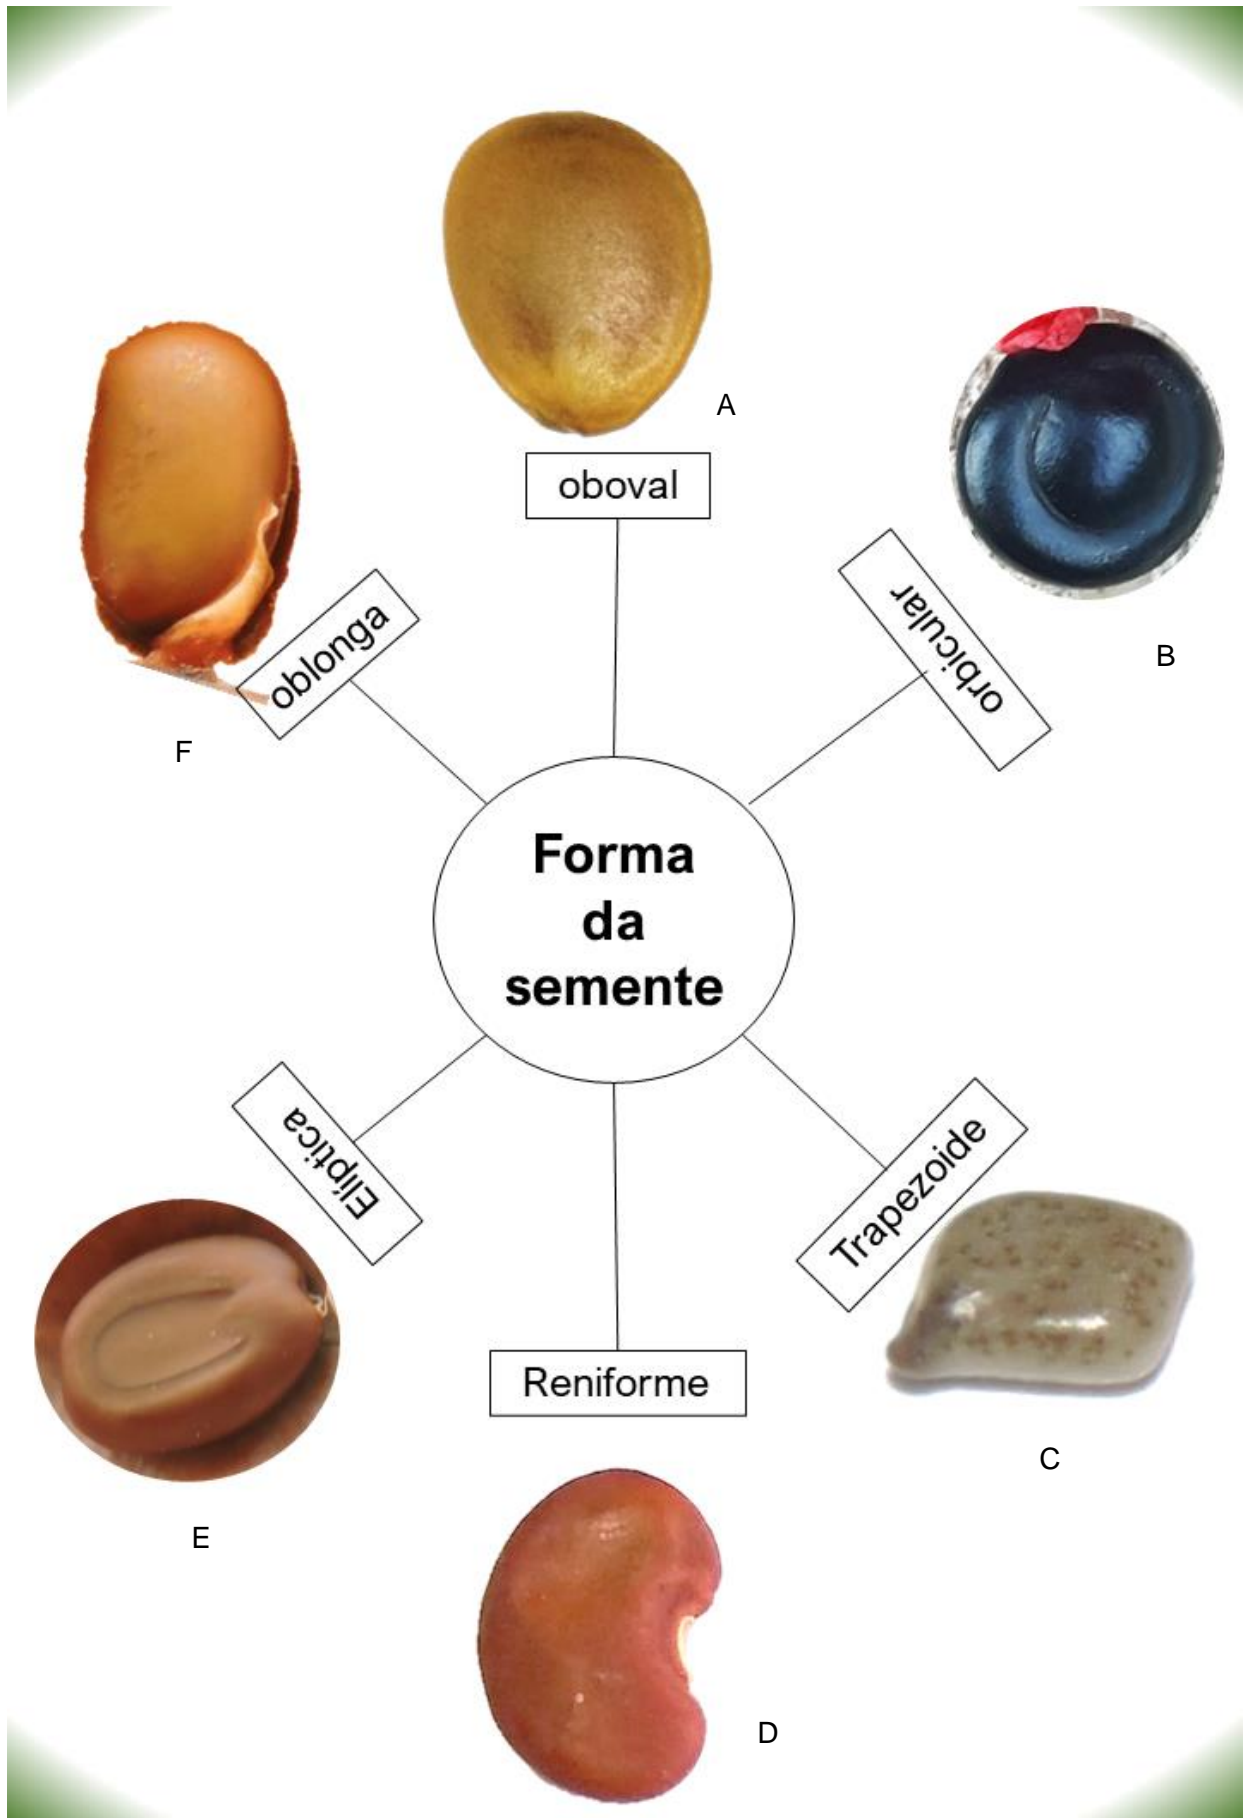 A
oboval
B
orbicular
oblonga
F
Forma
da
semente
Elíptica
Trapezoide
Reniforme
C
E
D